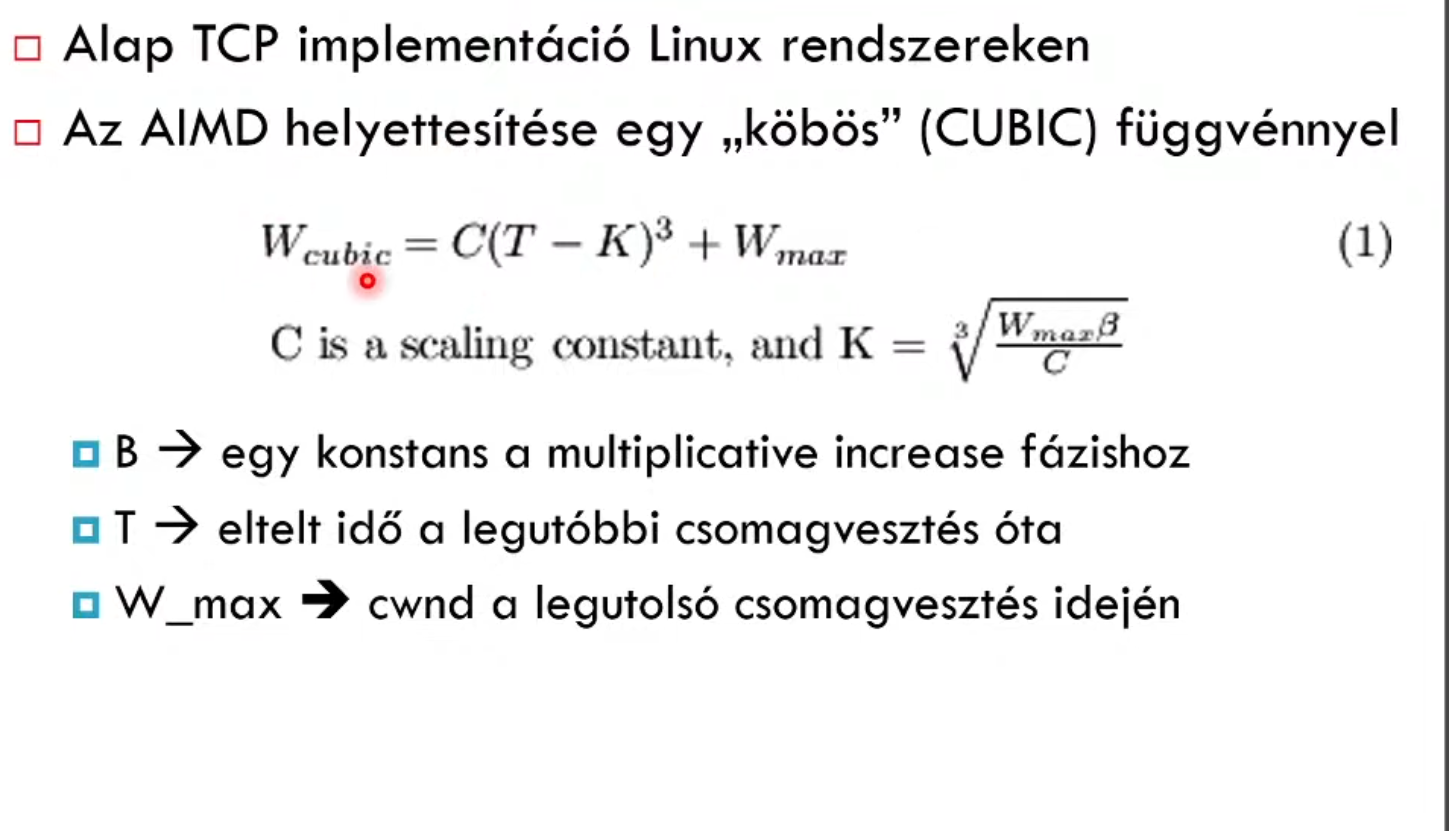 Alap TCP implementáció Linux rendszereken
Az AIMD helyettesítése egy „köbös” (CUBIC) függvénnyel
W_{cubic} = C(T − K)^3 + W_{max} (1)
C is a scaling constant, and K = \sqrt[3]{\frac{W_{max}β}{C}}
B → egy konstans a multiplicative increase fázishoz
T → eltelt idő a legutóbbi csomagvesztés óta
W_max → cwnd a legutolsó csomagvesztés idején